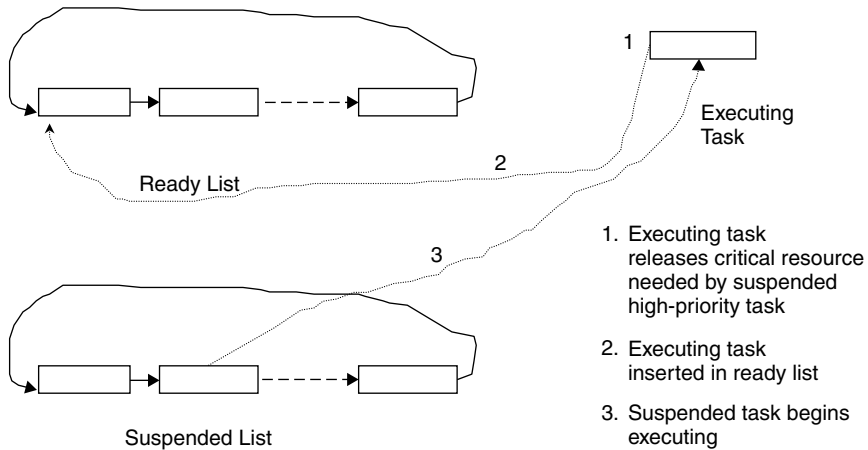 1
Executing
Task
2
Ready List
3
1. Executing task
releases critical resource
needed by suspended
high-priority task
2. Executing task
inserted in ready list
3. Suspended task begins
executing
Suspended List